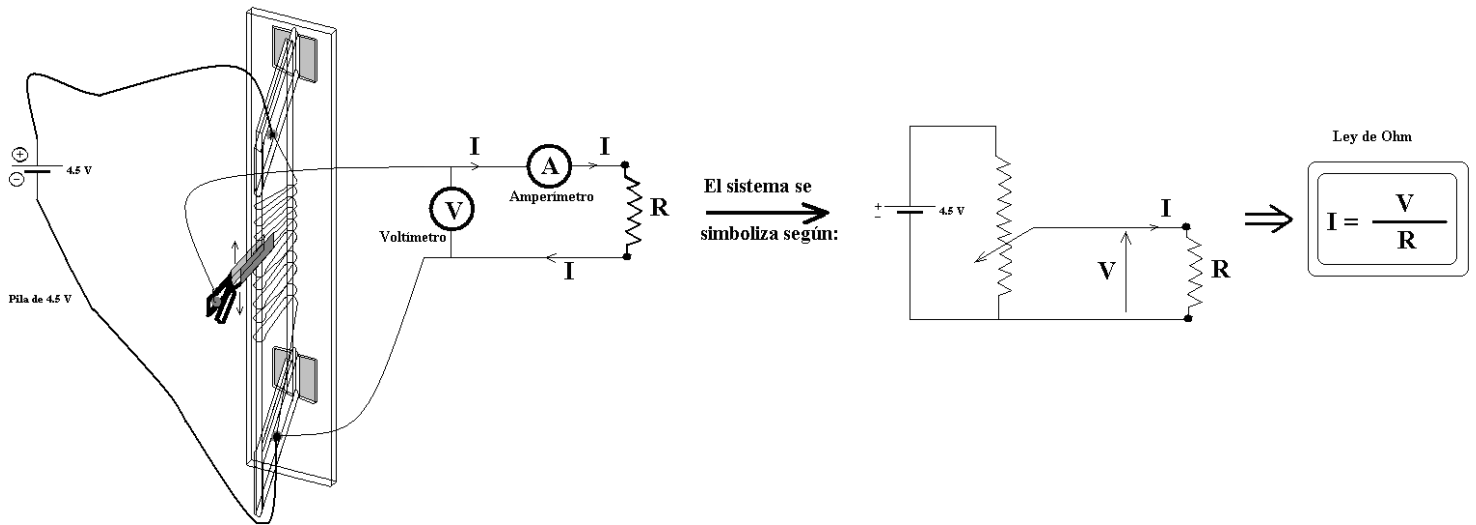 +
−
4.5 V
Pila de 4.5 V
I
A
I
Amperímetro
V
Voltímetro
R
I
El sistema se
simboliza según:
+
−
4.5 V
I
V
R
Ley de Ohm
I = V / R